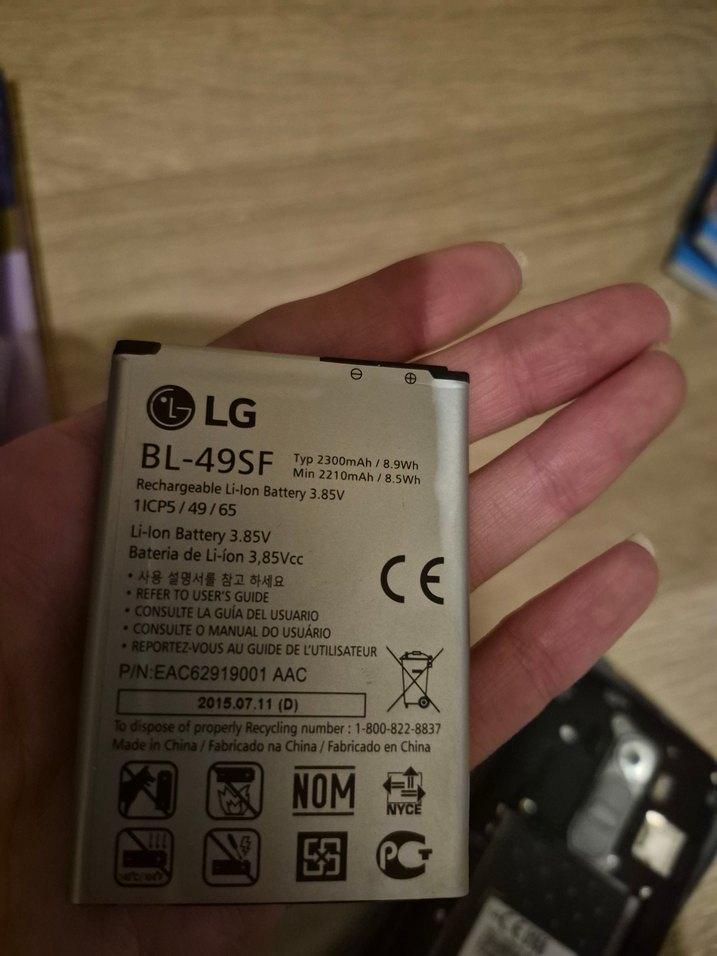 LG
BL-49SF
Typ 2300mAh / 8.9Wh
Min 2210mAh / 8.5Wh
Rechargeable Li-Ion Battery 3.85V
1ICP5 / 49 / 65
Li-Ion Battery 3.85V
Bateria de Li-íon 3,85Vcc
• 사용 설명서를 참고 하세요
• REFER TO USER'S GUIDE
• CONSULTE LA GUÍA DEL USUARIO
• CONSULTE O MANUAL DO USUÁRIO
• REPORTEZ-VOUS AU GUIDE DE L'UTILISATEUR
CE
P/N:EAC62919001 AAC
2015.07.11 (D)
To dispose of properly Recycling number : 1-800-822-8837
Made in China / Fabricado na China / Fabricado en China
NOM
NYCE